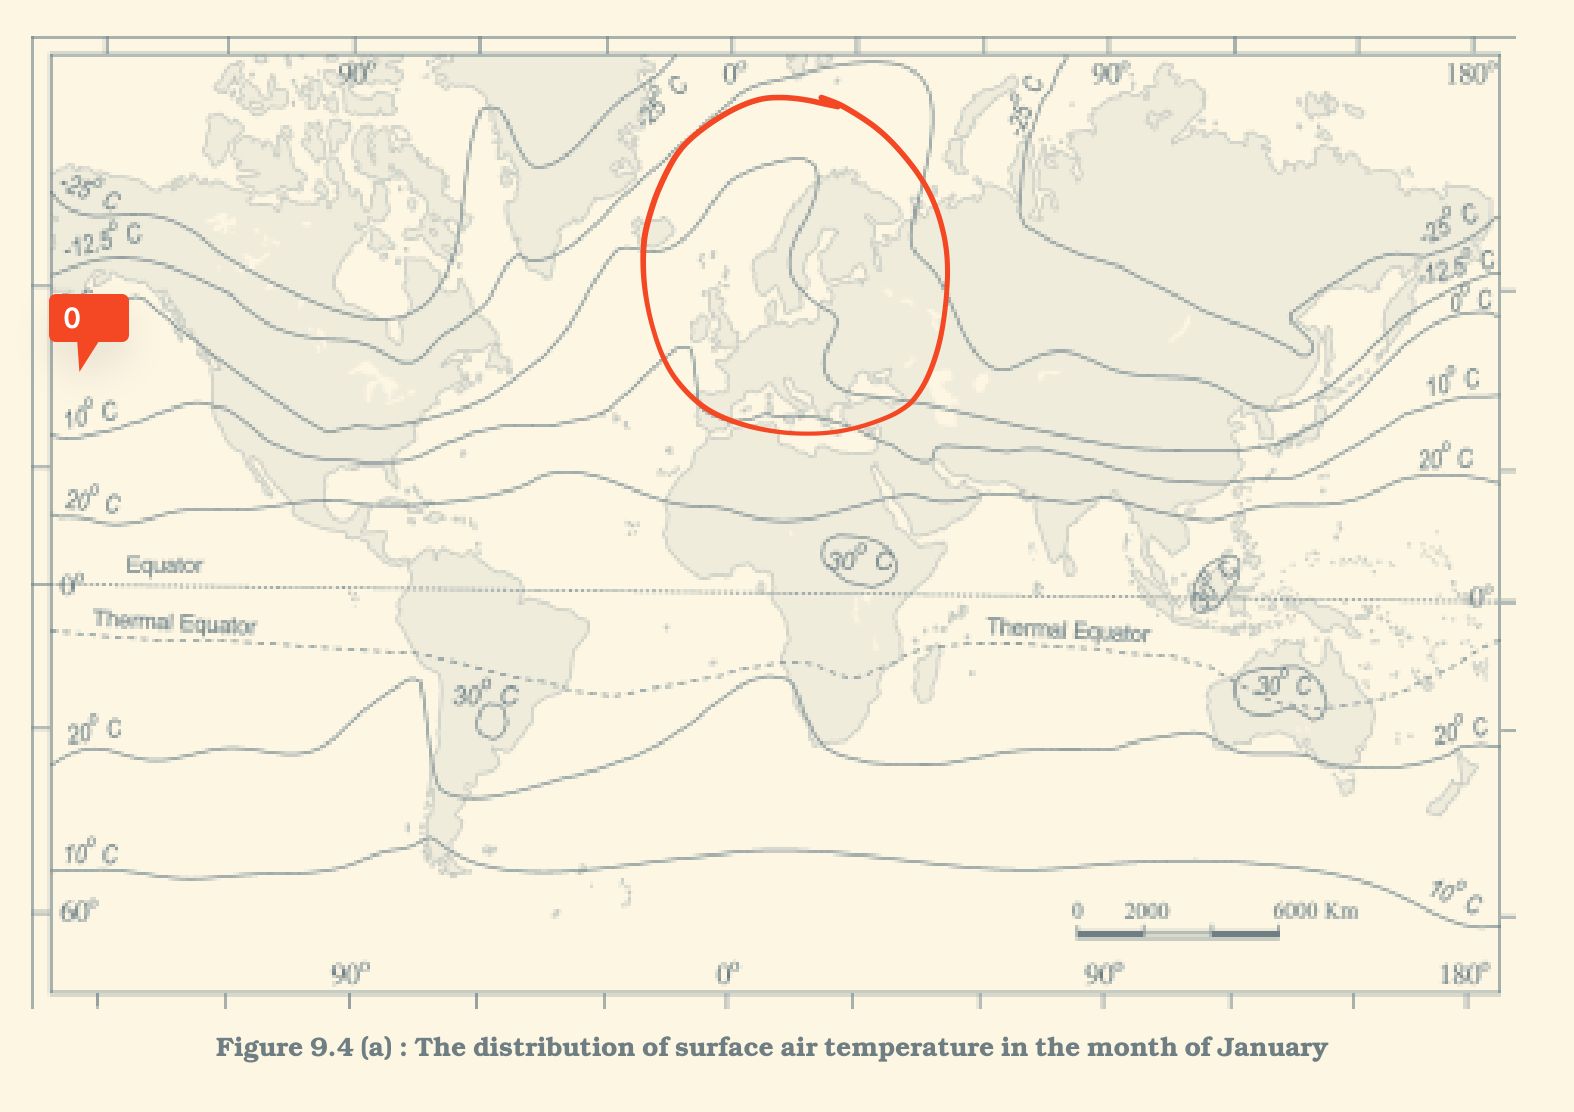 90° 0° 90° 180°
-25° C
-25° C
-25° C
-25° C
-12.5° C
-12.5° C
0° C
0
10° C
10° C
20° C
20° C
30° C
Equator
0° 0°
Thermal Equator
Thermal Equator
30° C
30° C
20° C
20° C
10° C
10° C
60°
0 2000 6000 Km
90° 0° 90° 180°
Figure 9.4 (a) : The distribution of surface air temperature in the month of January